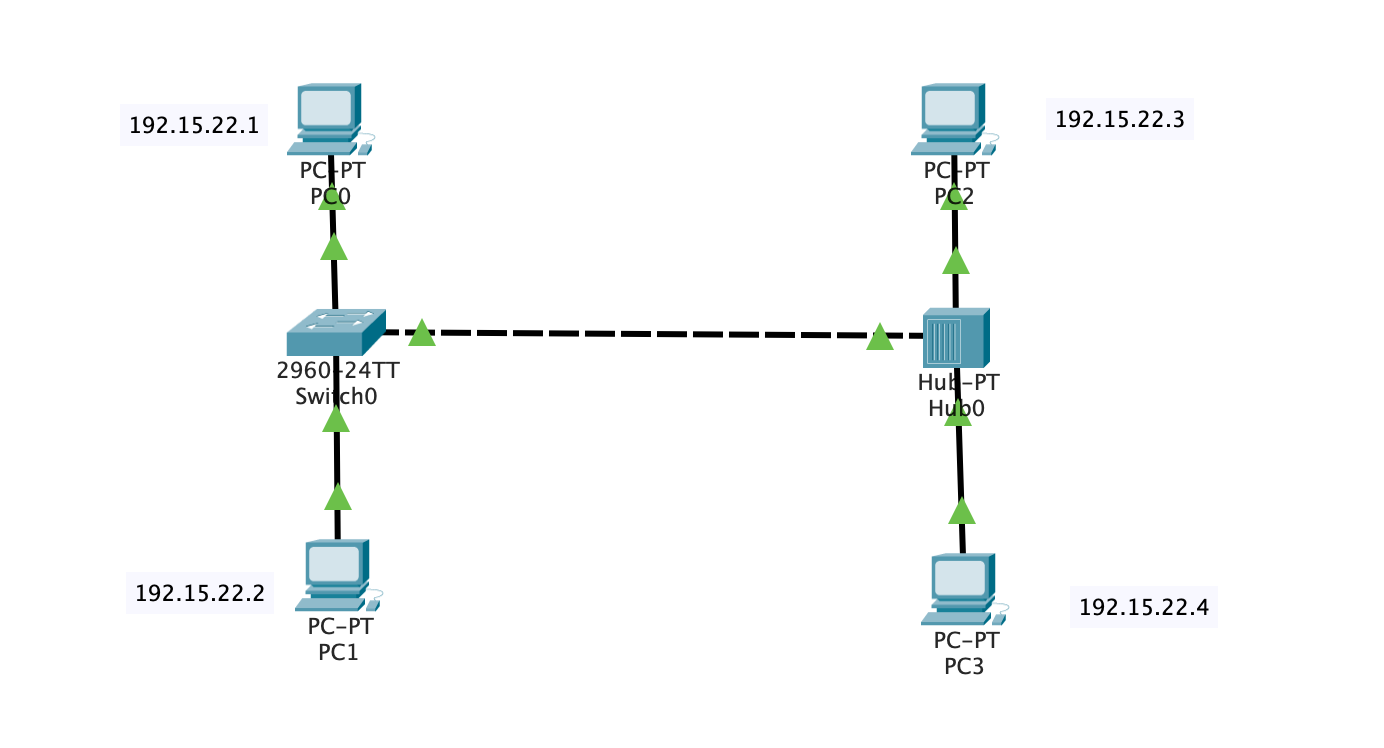 192.15.22.1
PC-PT
PC0
192.15.22.3
PC-PT
PC2
2960-24TT
Switch0
Hub-PT
Hub0
192.15.22.2
PC-PT
PC1
192.15.22.4
PC-PT
PC3